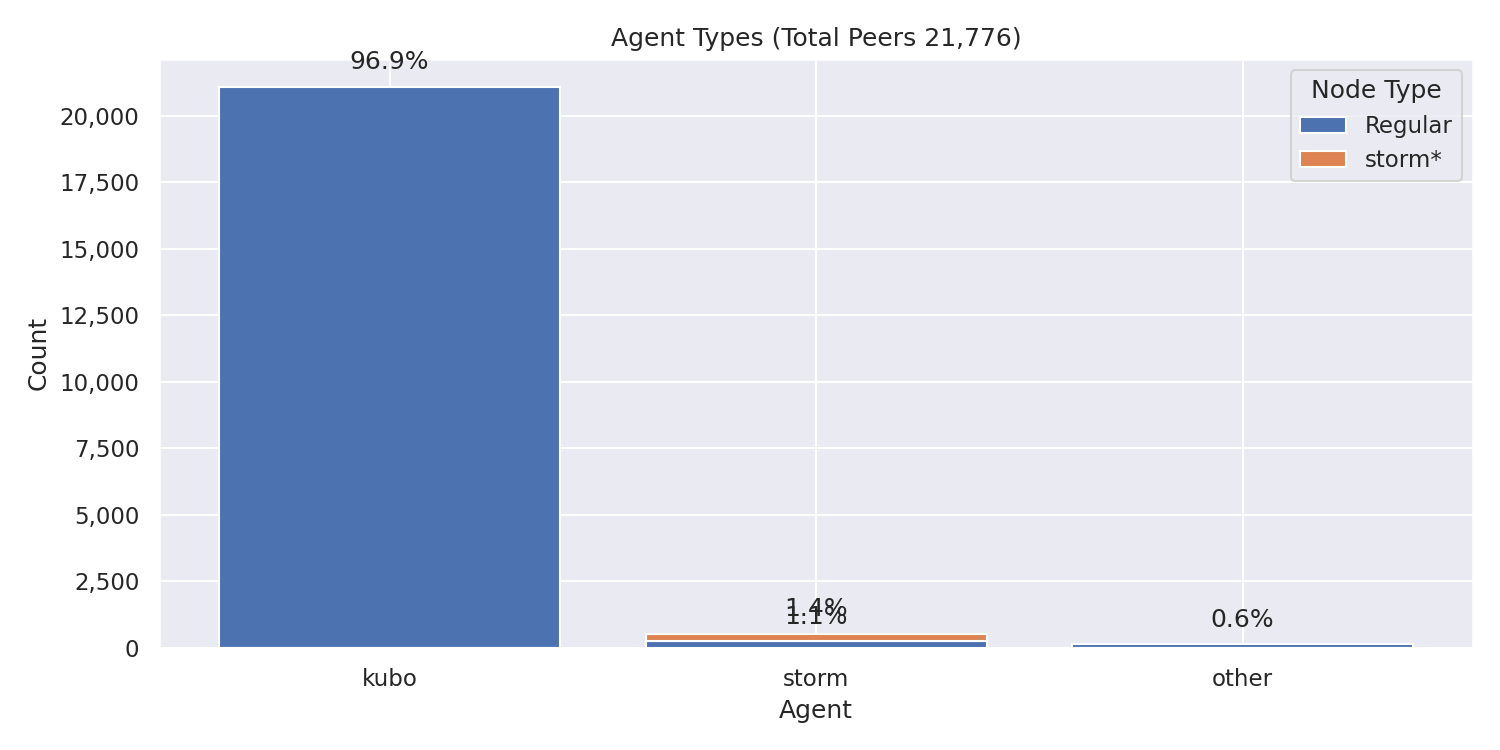 Agent Types (Total Peers 21,776)
96.9%
Node Type
Regular
storm*
20,000
17,500
15,000
12,500
10,000
7,500
5,000
2,500
0
Count
1.4%
1.1%
0.6%
kubo
storm
other
Agent